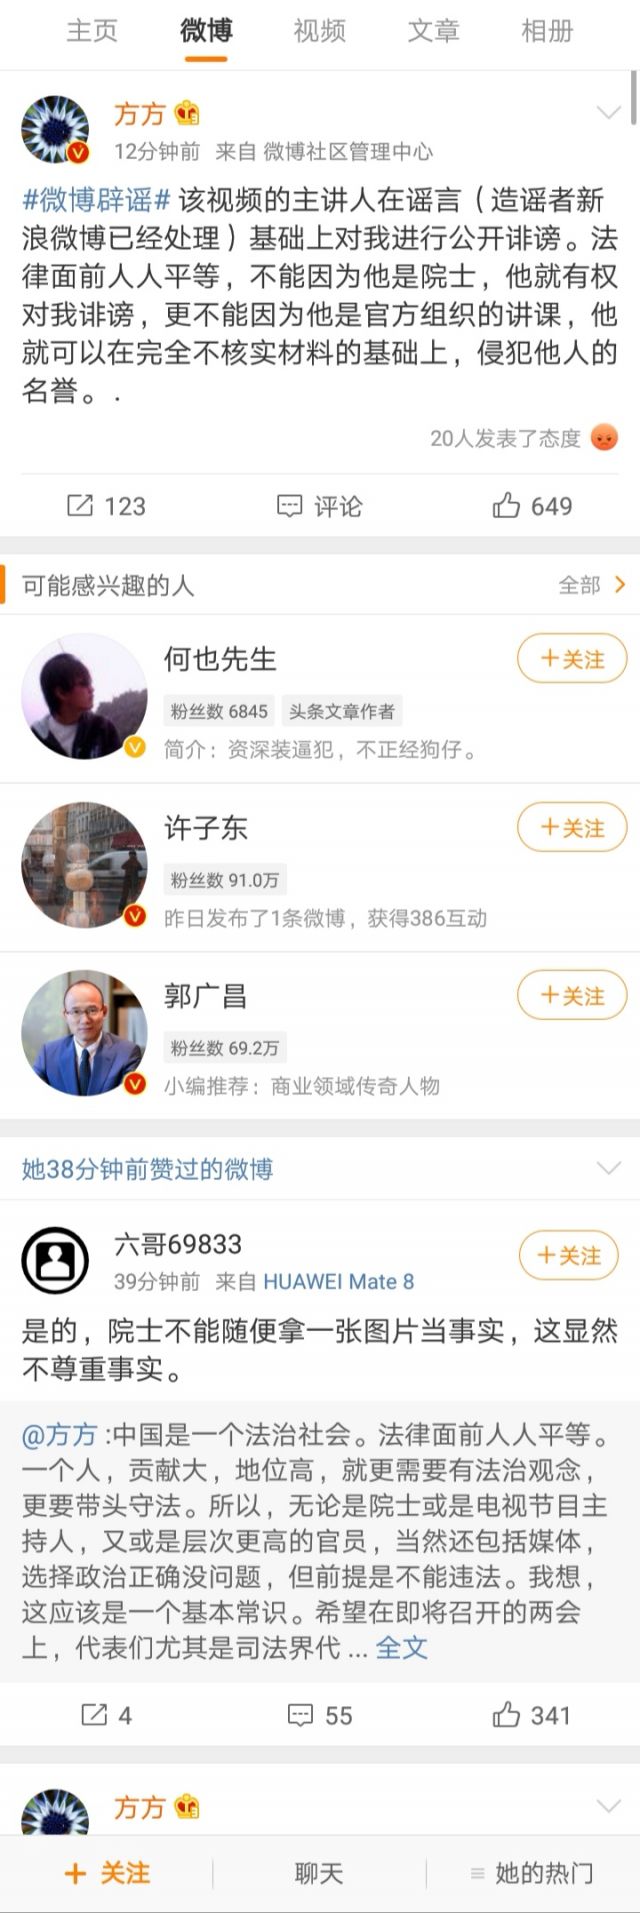 主页 微博 视频 文章 相册
方方
12分钟前 来自 微博社区管理中心
#微博辟谣# 该视频的主讲人在谣言（造谣者新
浪微博已经处理）基础上对我进行公开诽谤。法
律面前人人平等，不能因为他是院士，他就有权
对我诽谤，更不能因为他是官方组织的讲课，他
就可以在完全不核实材料的基础上，侵犯他人的
名誉。.
20人发表了态度
123 评论 649
可能感兴趣的人 全部
何也先生 +关注
粉丝数 6845 头条文章作者
简介：资深装逼犯，不正经狗仔。
许子东 +关注
粉丝数 91.0万
昨日发布了1条微博，获得386互动
郭广昌 +关注
粉丝数 69.2万
小编推荐：商业领域传奇人物
她38分钟前赞过的微博
六哥69833 +关注
39分钟前 来自 HUAWEI Mate 8
是的，院士不能随便拿一张图片当事实，这显然
不尊重事实。
@方方 :中国是一个法治社会。法律面前人人平等。
一个人，贡献大，地位高，就更需要有法治观念，
更要带头守法。所以，无论是院士或是电视节目主
持人，又或是层次更高的官员，当然还包括媒体，
选择政治正确没问题，但前提是不能违法。我想，
这应该是一个基本常识。希望在即将召开的两会
上，代表们尤其是司法界代 ... 全文
4 55 341
方方
+ 关注 聊天 她的热门